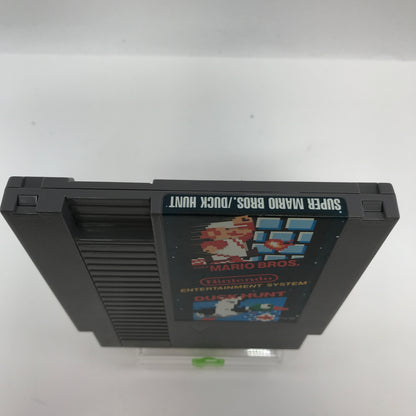 SUPER MARIO BROS./DUCK HUNT
MARIO BROS.
Nintendo
ENTERTAINMENT SYSTEM
DUCK HUNT